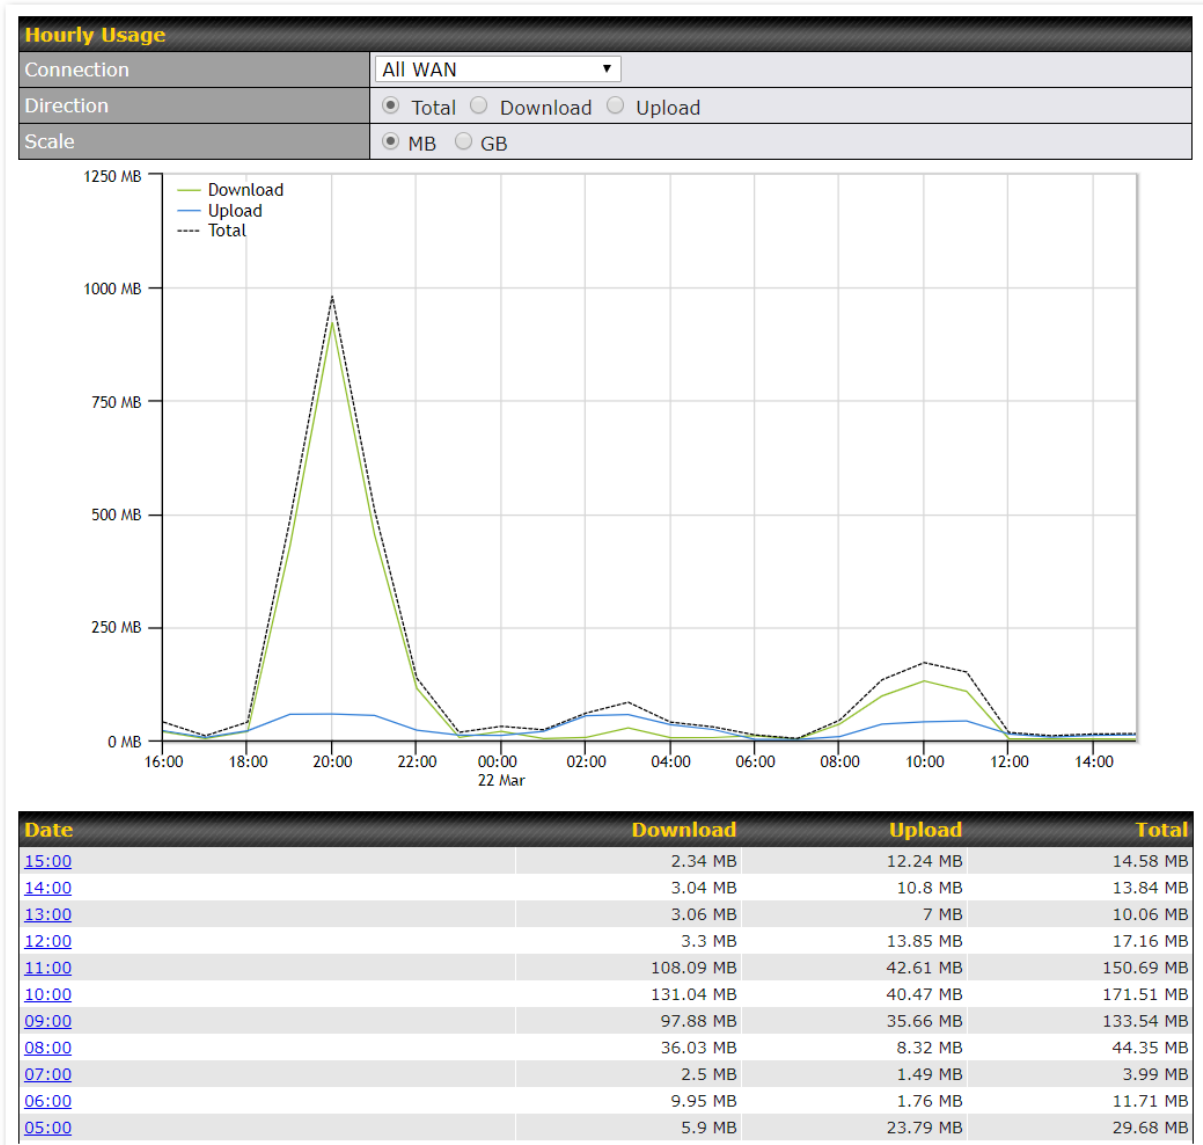 Hourly Usage
Connection All WAN
Direction Total Download Upload
Scale MB GB
1250 MB
Download
Upload
Total
1000 MB
750 MB
500 MB
250 MB
0 MB
16:00 18:00 20:00 22:00 00:00 02:00 04:00 06:00 08:00 10:00 12:00 14:00
22 Mar
Date Download Upload Total
15:00 2.34 MB 12.24 MB 14.58 MB
14:00 3.04 MB 10.8 MB 13.84 MB
13:00 3.06 MB 7 MB 10.06 MB
12:00 3.3 MB 13.85 MB 17.16 MB
11:00 108.09 MB 42.61 MB 150.69 MB
10:00 131.04 MB 40.47 MB 171.51 MB
09:00 97.88 MB 35.66 MB 133.54 MB
08:00 36.03 MB 8.32 MB 44.35 MB
07:00 2.5 MB 1.49 MB 3.99 MB
06:00 9.95 MB 1.76 MB 11.71 MB
05:00 5.9 MB 23.79 MB 29.68 MB